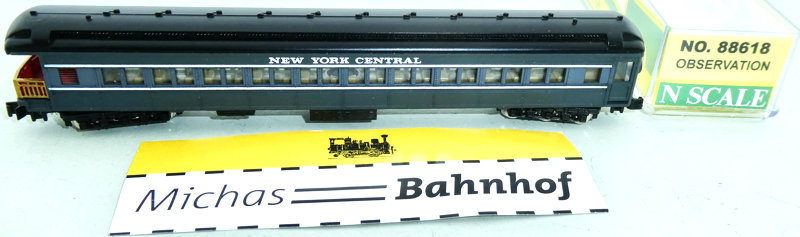 NEW YORK CENTRAL
NO. 88618
OBSERVATION
N SCALE
Michas Bahnhof